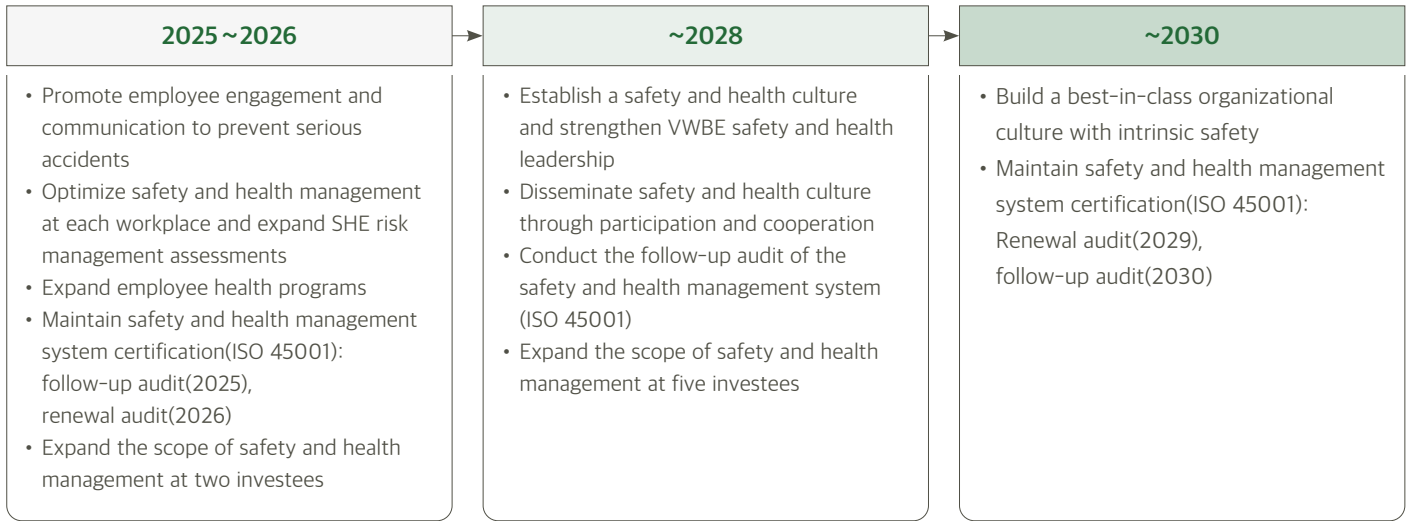 2025~2026
• Promote employee engagement and
communication to prevent serious
accidents
• Optimize safety and health management
at each workplace and expand SHE risk
management assessments
• Expand employee health programs
• Maintain safety and health management
system certification(ISO 45001):
follow-up audit(2025),
renewal audit(2026)
• Expand the scope of safety and health
management at two investees
~2028
• Establish a safety and health culture
and strengthen VWBE safety and health
leadership
• Disseminate safety and health culture
through participation and cooperation
• Conduct the follow-up audit of the
safety and health management system
(ISO 45001)
• Expand the scope of safety and health
management at five investees
~2030
• Build a best-in-class organizational
culture with intrinsic safety
• Maintain safety and health management
system certification(ISO 45001):
Renewal audit(2029),
follow-up audit(2030)